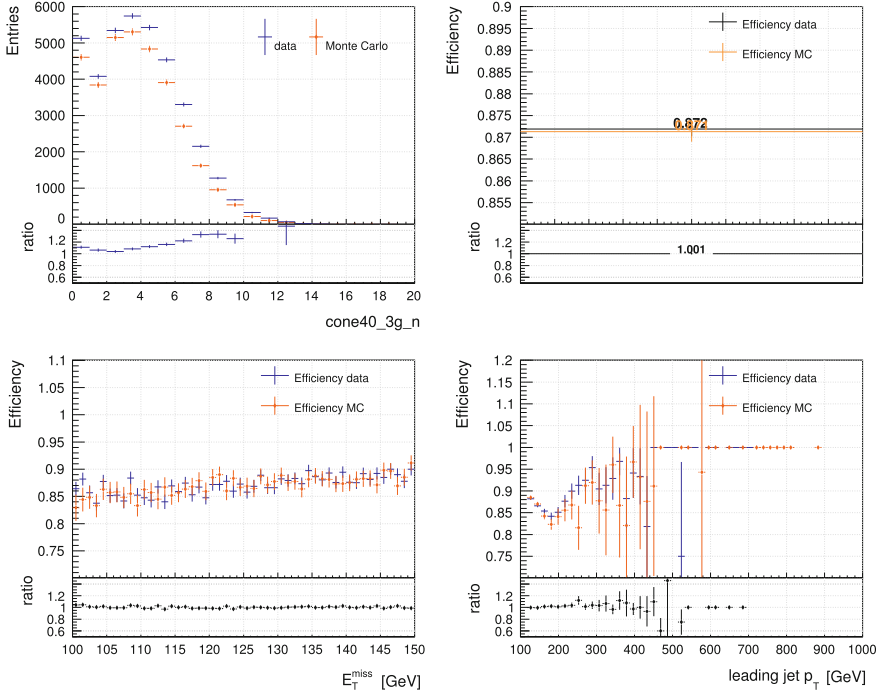 Entries
6000
5000
4000
3000
2000
1000
0
data
Monte Carlo
ratio
1.2
1
0.8
0.6
0 2 4 6 8 10 12 14 16 18 20
cone40_3g_n
Efficiency
0.9
0.895
0.89
0.885
0.88
0.875
0.87
0.865
0.86
0.855
Efficiency data
Efficiency MC
0.872
ratio
1.2
1
0.8
0.6
1.001
Efficiency
1.1
1.05
1
0.95
0.90
0.85
0.80
0.75
Efficiency data
Efficiency MC
ratio
1.2
1
0.8
0.6
100 105 110 115 120 125 130 135 140 145 150
E_T^miss [GeV]
Efficiency
1.2
1.15
1.1
1.05
1
0.95
0.90
0.85
0.8
0.75
Efficiency data
Efficiency MC
ratio
1.2
1
0.8
0.6
100 200 300 400 500 600 700 800 900 1000
leading jet p_T [GeV]